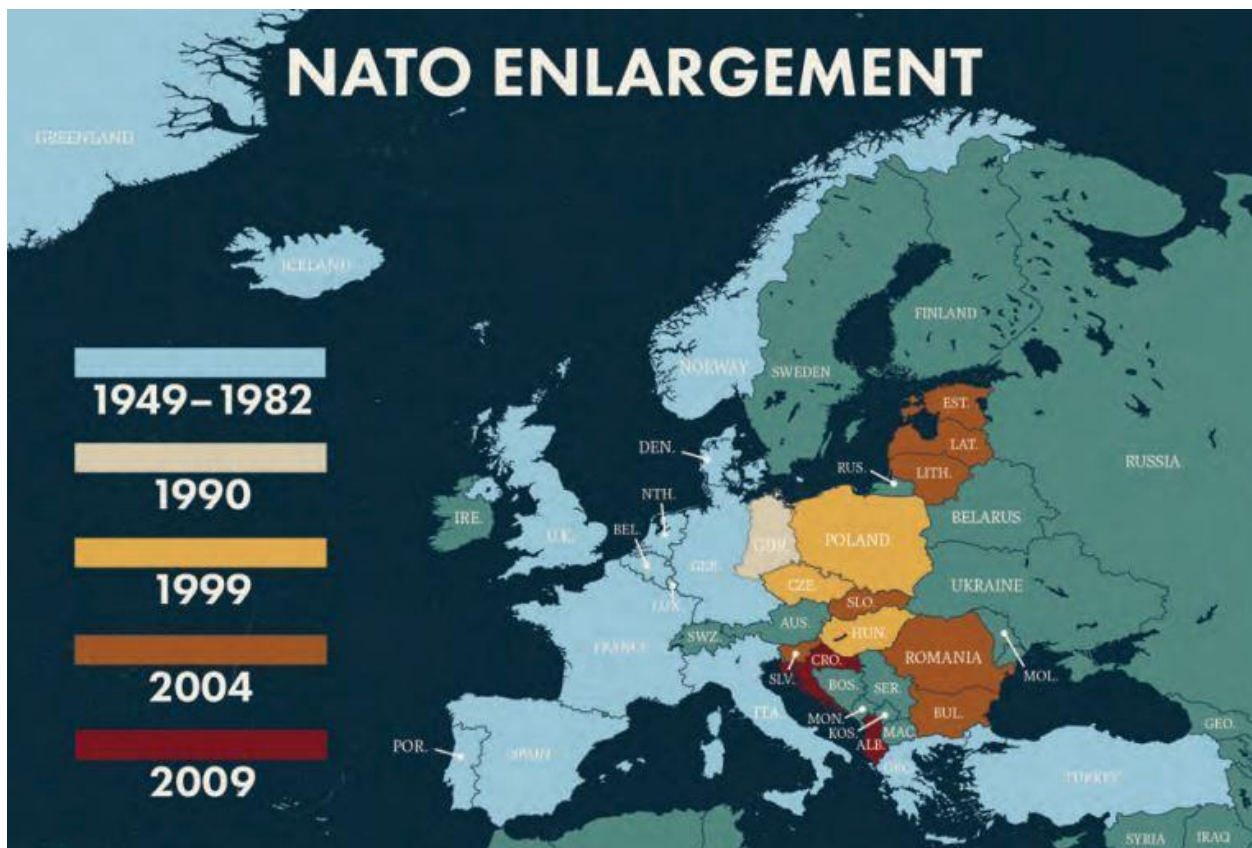 NATO ENLARGEMENT
GREENLAND
ICELAND
NORWAY
SWEDEN
FINLAND
RUSSIA
1949–1982
1990
1999
2004
2009
EST.
LAT.
LITH.
RUS.
DEN.
NTH.
BEL.
IRE.
U.K.
GER.
GDR.
POLAND
BELARUS
UKRAINE
LUX.
CZE.
SLO.
AUS.
HUN.
SWZ.
FRANCE
ROMANIA
MOL.
SLV.
CRO.
BOS.
SER.
ITA.
MON.
KOS.
BUL.
MAC.
ALB.
GRC.
POR.
SPAIN
TURKEY
GEO.
SYRIA
IRAQ